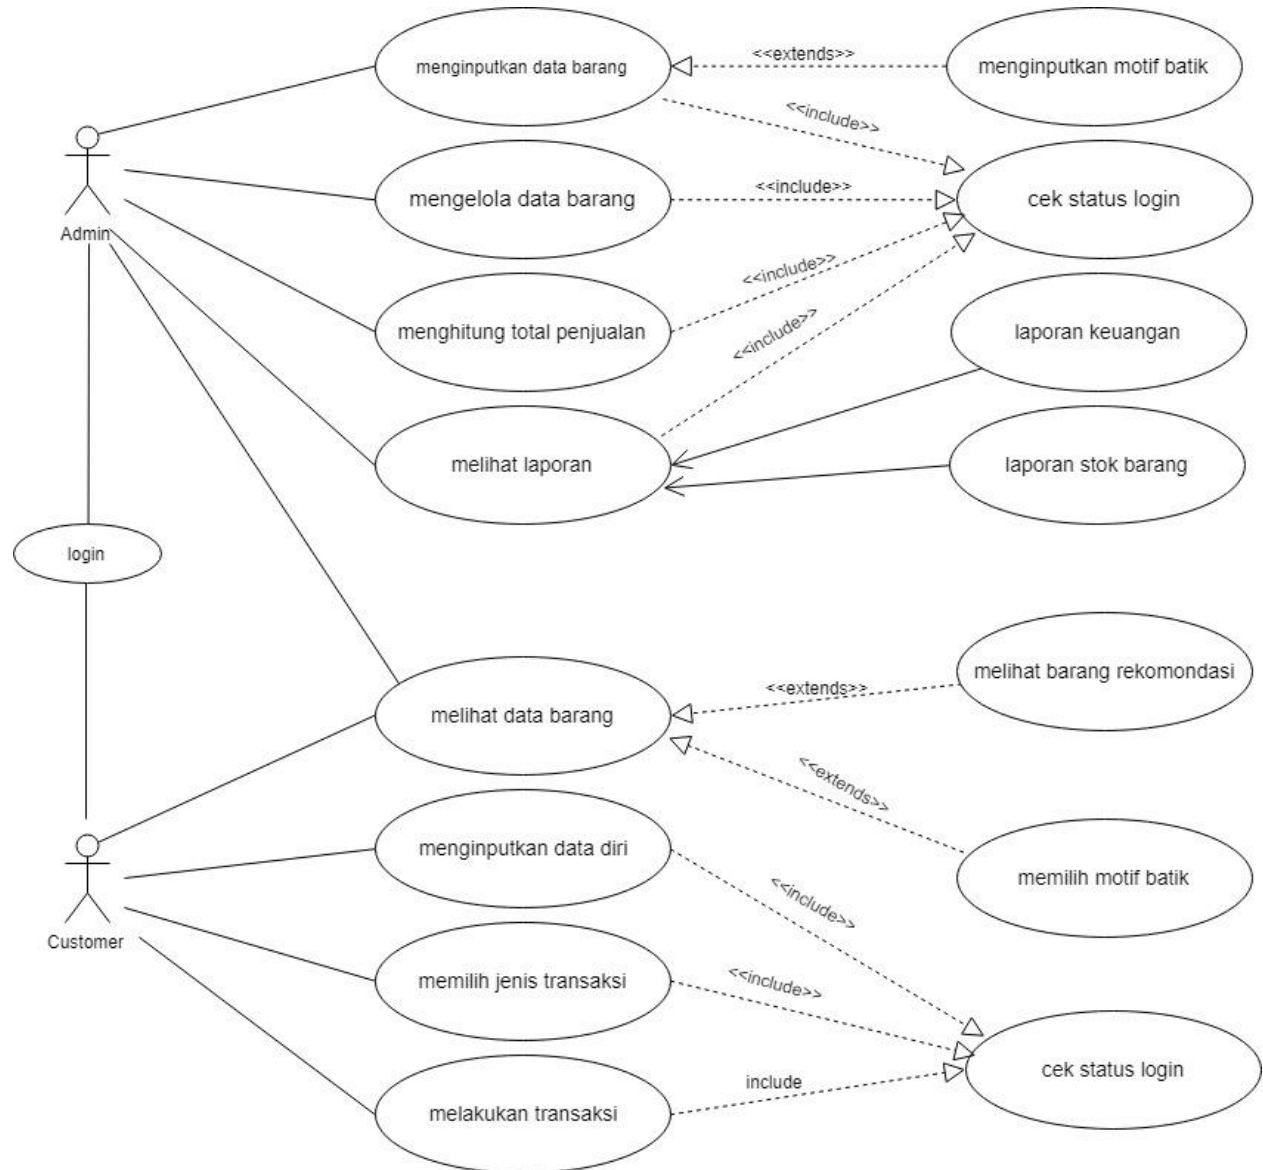 menginputkan data barang
<<extends>>
menginputkan motif batik
<<include>>
Admin
mengelola data barang
<<include>>
cek status login
menghitung total penjualan
<<include>>
laporan keuangan
<<include>>
melihat laporan
laporan stok barang
login
melihat data barang
<<extends>>
melihat barang rekomondasi
<<extends>>
menginputkan data diri
memilih motif batik
<<include>>
Customer
memilih jenis transaksi
<<include>>
cek status login
include
melakukan transaksi